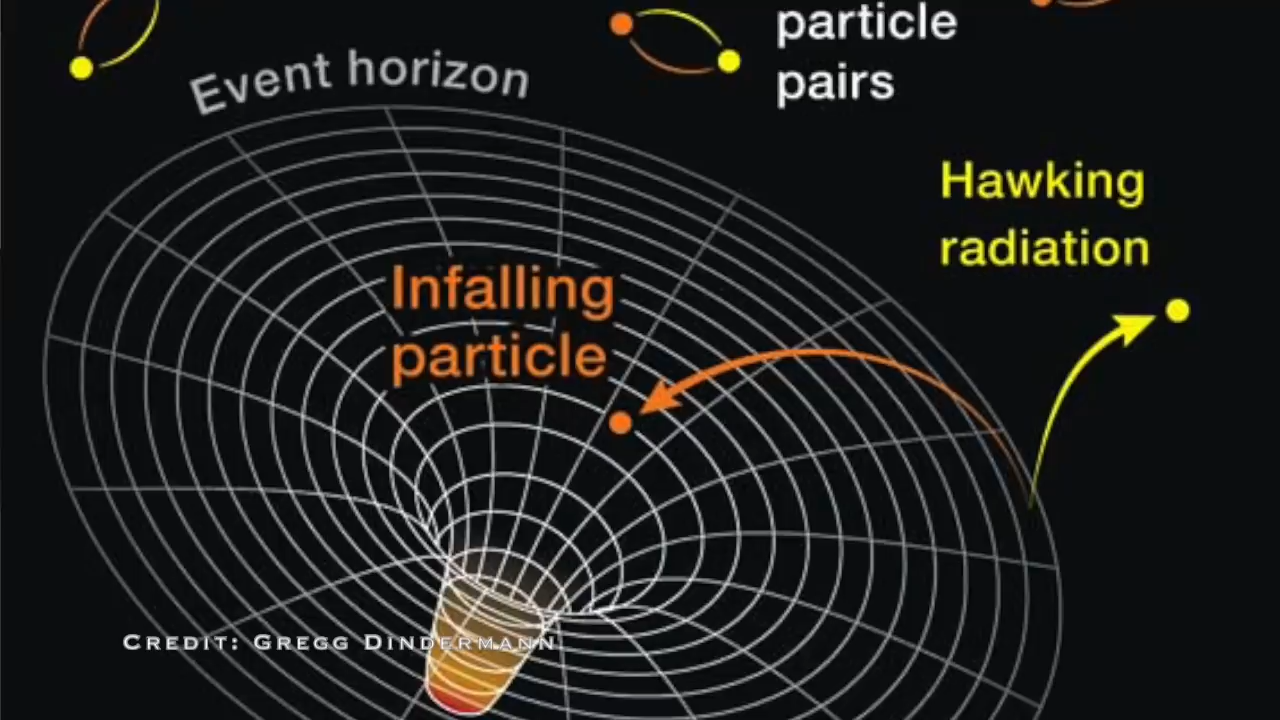 particle
pairs
Event horizon
Hawking
radiation
Infalling
particle
Credit: Gregg Dindermann